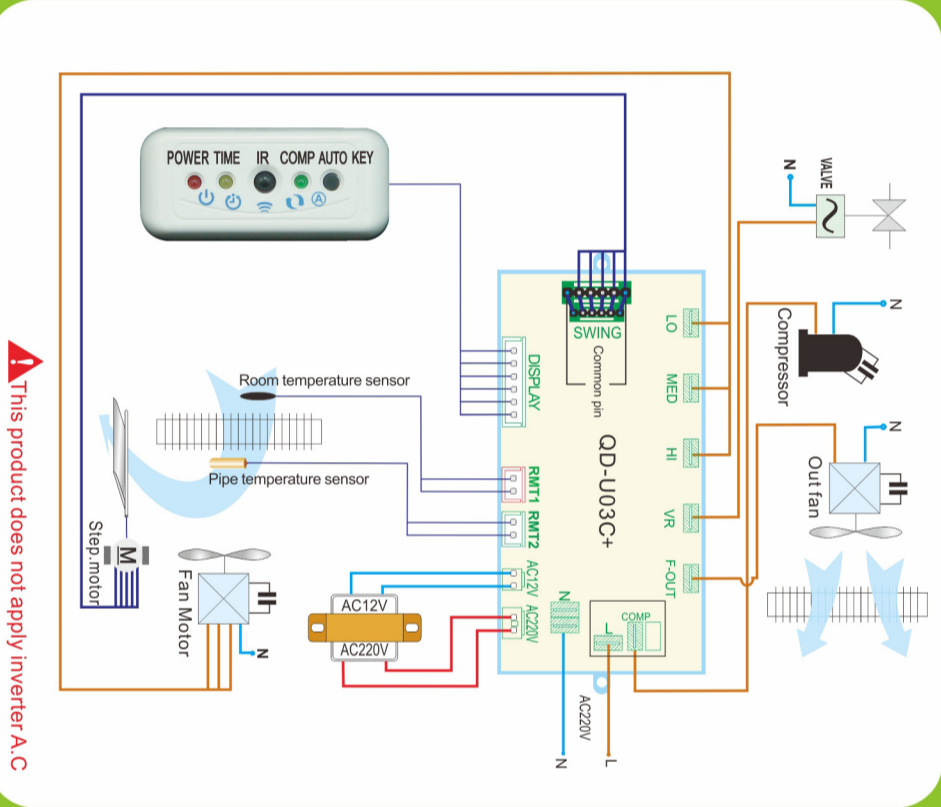 POWER TIME IR COMP AUTO KEY
N
VALVE
N
Compressor
N
Out fan
LO
MED
HI
VR
F-OUT
SWING
Common pin
DISPLAY
QD-U03C+
RMT1
RMT2
AC12V
AC220V
N
L
COMP
AC220V
N
L
Room temperature sensor
Pipe temperature sensor
M
Step.motor
Fan Motor
N
AC12V
AC220V
!This product does not apply inverter A.C